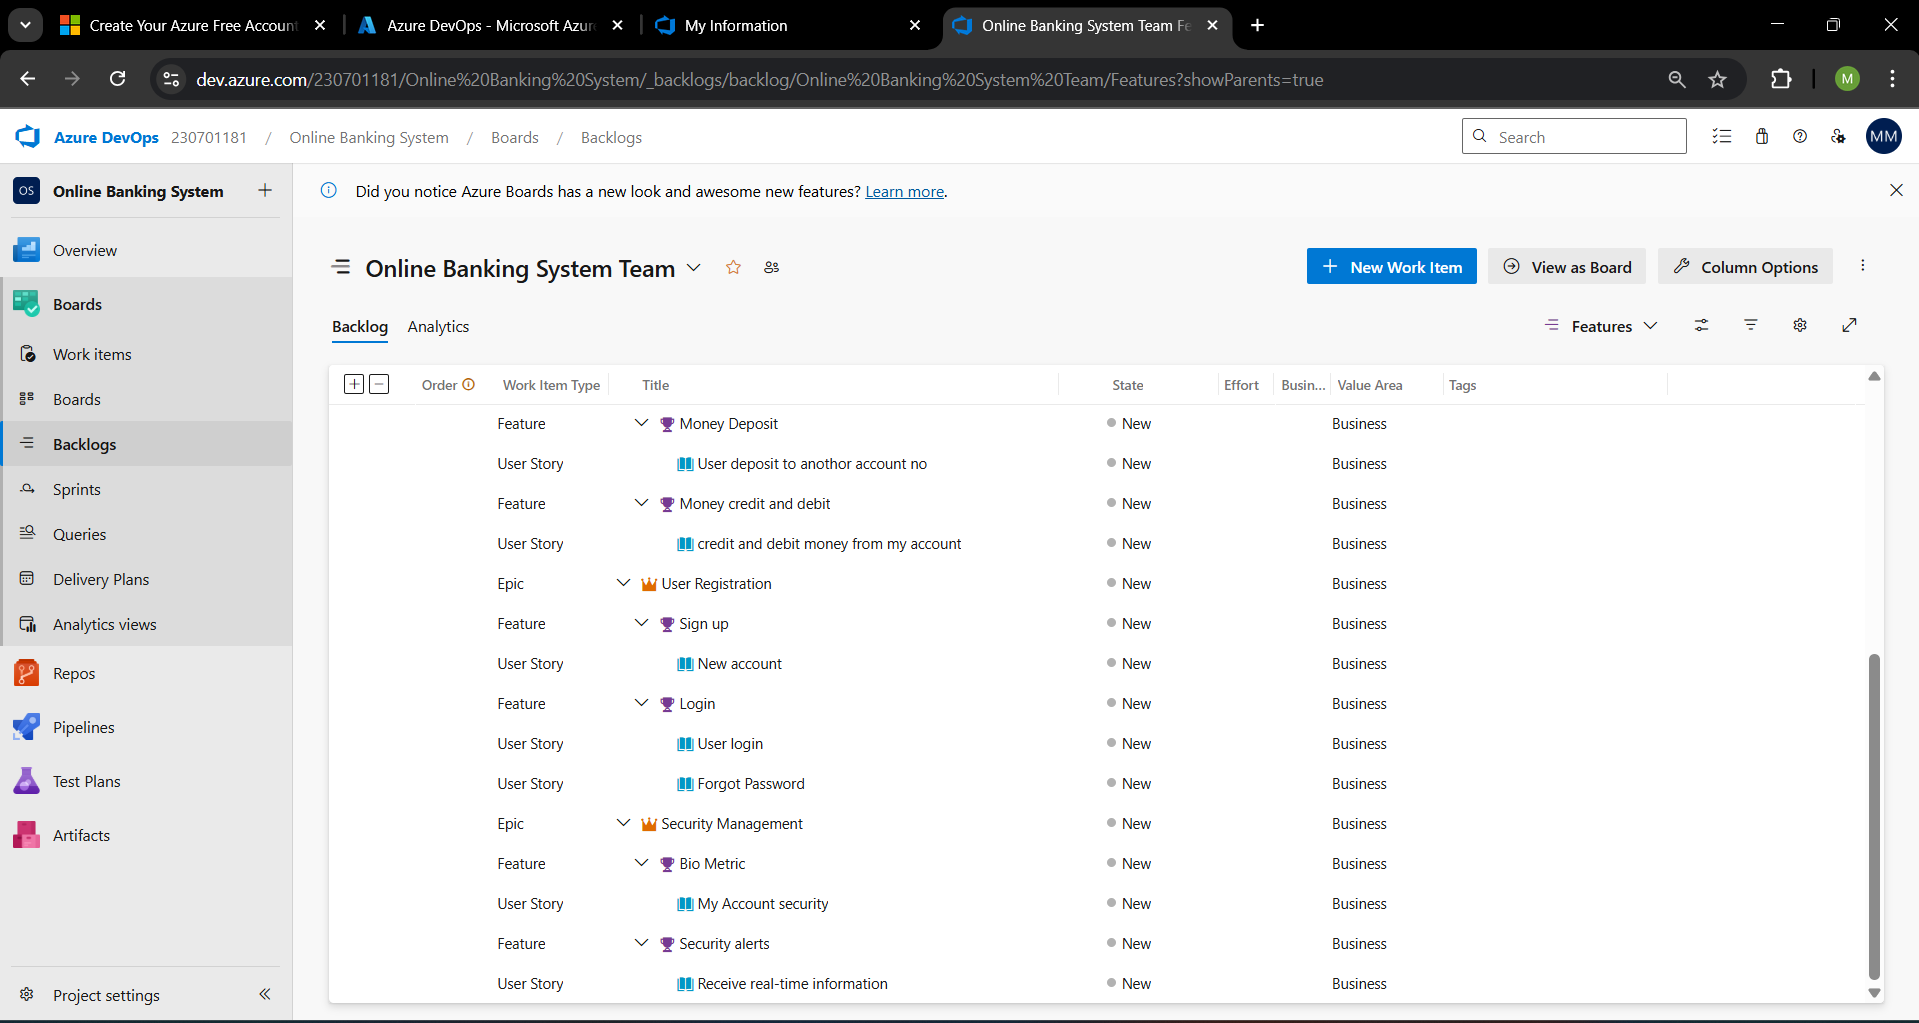 Create Your Azure Free Account
Azure DevOps - Microsoft Azur
My Information
Online Banking System Team Fe
dev.azure.com/230701181/Online%20Banking%20System/_backlogs/backlog/Online%20Banking%20System%20Team/Features?showParents=true
M
Azure DevOps 230701181 / Online Banking System / Boards / Backlogs
Search
MM
OS Online Banking System
Did you notice Azure Boards has a new look and awesome new features? Learn more.
Overview
Boards
Work items
Boards
Backlogs
Sprints
Queries
Delivery Plans
Analytics views
Repos
Pipelines
Test Plans
Artifacts
Project settings
Online Banking System Team
New Work Item
View as Board
Column Options
Backlog Analytics
Features
Order Work Item Type Title State Effort Busin... Value Area Tags
Feature Money Deposit New Business
User Story User deposit to anothor account no New Business
Feature Money credit and debit New Business
User Story credit and debit money from my account New Business
Epic User Registration New Business
Feature Sign up New Business
User Story New account New Business
Feature Login New Business
User Story User login New Business
User Story Forgot Password New Business
Epic Security Management New Business
Feature Bio Metric New Business
User Story My Account security New Business
Feature Security alerts New Business
User Story Receive real-time information New Business